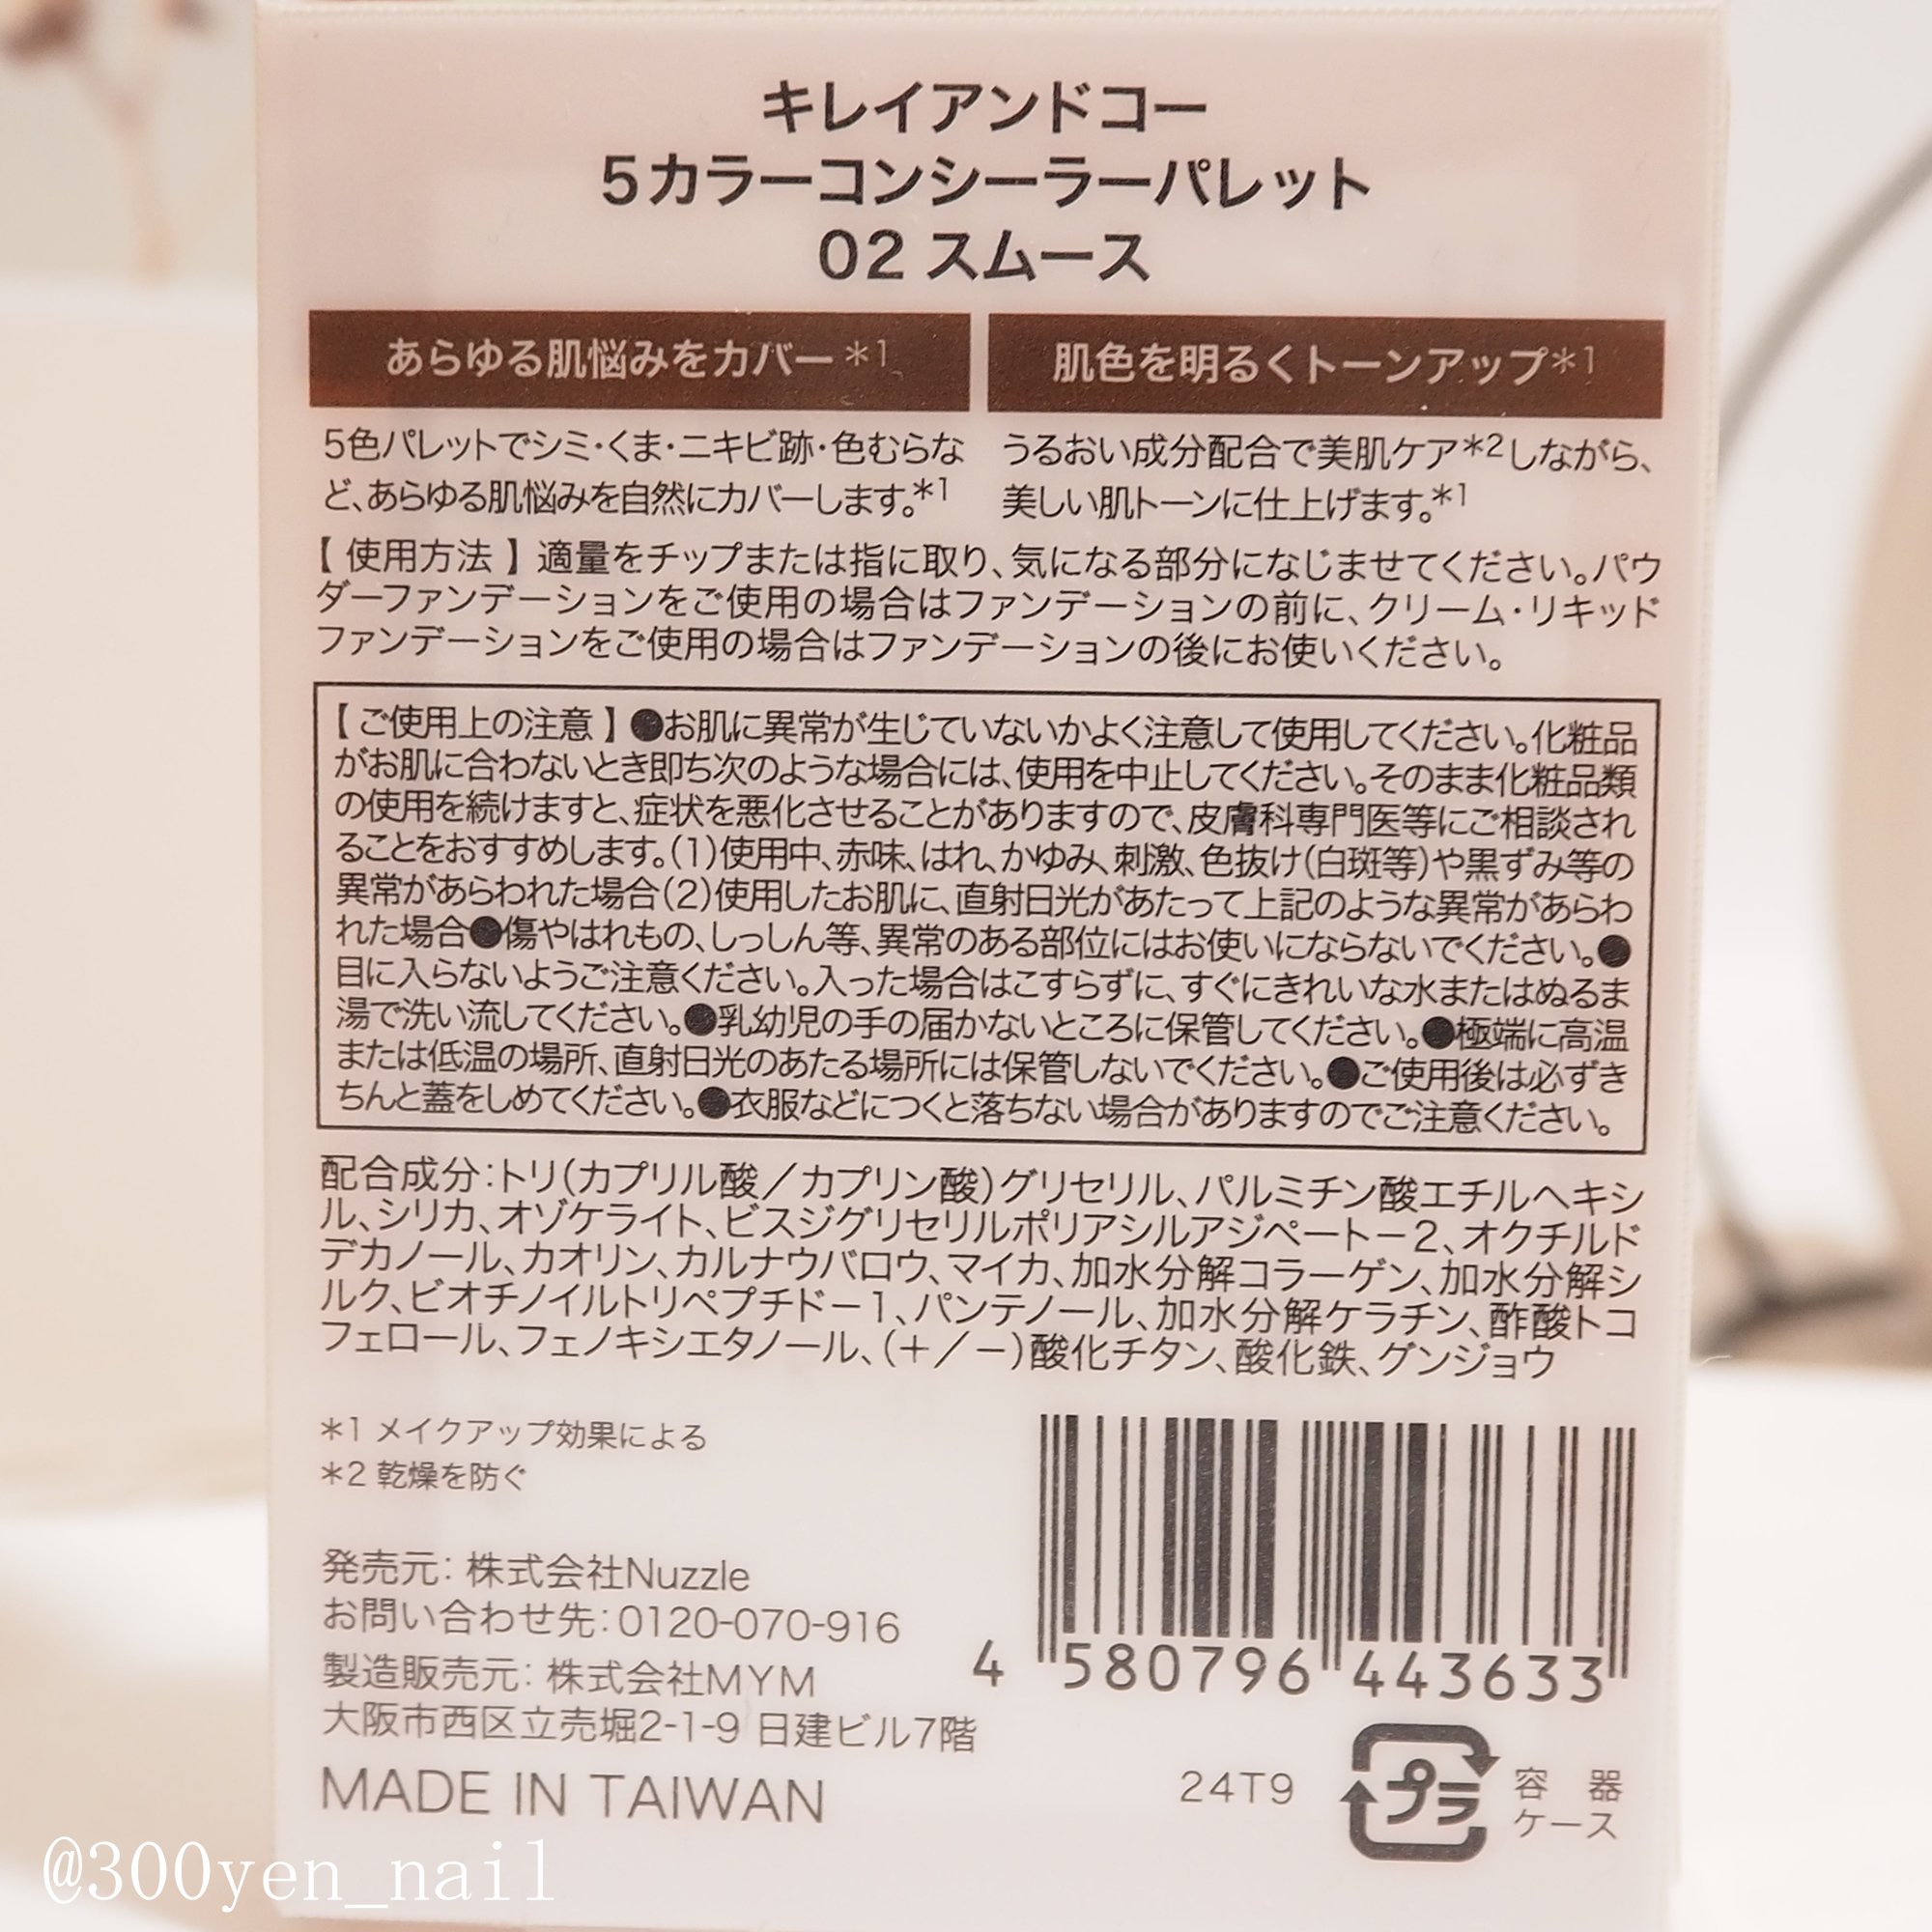 キレイアンドコー
5カラーコンシーラーパレット
02 スムース
あらゆる肌悩みをカバー＊1
5色パレットでシミ・くま・ニキビ跡・色むらな
ど、あらゆる肌悩みを自然にカバーします。＊1
肌色を明るくトーンアップ＊1
うるおい成分配合で美肌ケア＊2しながら、
美しい肌トーンに仕上げます。＊1
【 使用方法 】適量をチップまたは指に取り、気になる部分になじませてください。パウ
ダーファンデーションをご使用の場合はファンデーションの前に、クリーム・リキッド
ファンデーションをご使用の場合はファンデーションの後にお使いください。
【 ご使用上の注意 】●お肌に異常が生じていないかよく注意して使用してください。化粧品
がお肌に合わないとき即ち次のような場合には、使用を中止してください。そのまま化粧品類
の使用を続けますと、症状を悪化させることがありますので、皮膚科専門医等にご相談され
ることをおすすめします。（1）使用中、赤味、はれ、かゆみ、刺激、色抜け（白斑等）や黒ずみ等の
異常があらわれた場合（2）使用したお肌に、直射日光があたって上記のような異常があらわ
れた場合●傷やはれもの、しっしん等、異常のある部位にはお使いにならないでください。●
目に入らないようご注意ください。入った場合はこすらずに、すぐにきれいな水またはぬるま
湯で洗い流してください。●乳幼児の手の届かないところに保管してください。●極端に高温
または低温の場所、直射日光のあたる場所には保管しないでください。●ご使用後は必ずき
ちんと蓋をしめてください。●衣服などにつくと落ちない場合がありますのでご注意ください。
配合成分：トリ（カプリル酸／カプリン酸）グリセリル、パルミチン酸エチルヘキシ
ル、シリカ、オゾケライト、ビスジグリセリルポリアシルアジペート－2、オクチルド
デカノール、カオリン、カルナウバロウ、マイカ、加水分解コラーゲン、加水分解シ
ルク、ビオチノイルトリペプチド－1、パンテノール、加水分解ケラチン、酢酸トコ
フェロール、フェノキシエタノール、（＋／－）酸化チタン、酸化鉄、グンジョウ
＊1 メイクアップ効果による
＊2 乾燥を防ぐ
発売元：株式会社Nuzzle
お問い合わせ先：0120-070-916
製造販売元：株式会社MYM
大阪市西区立売堀2-1-9 日建ビル7階
MADE IN TAIWAN
4 580796 443633
24T9
プラ
容 器
ケース
@300yen_nail